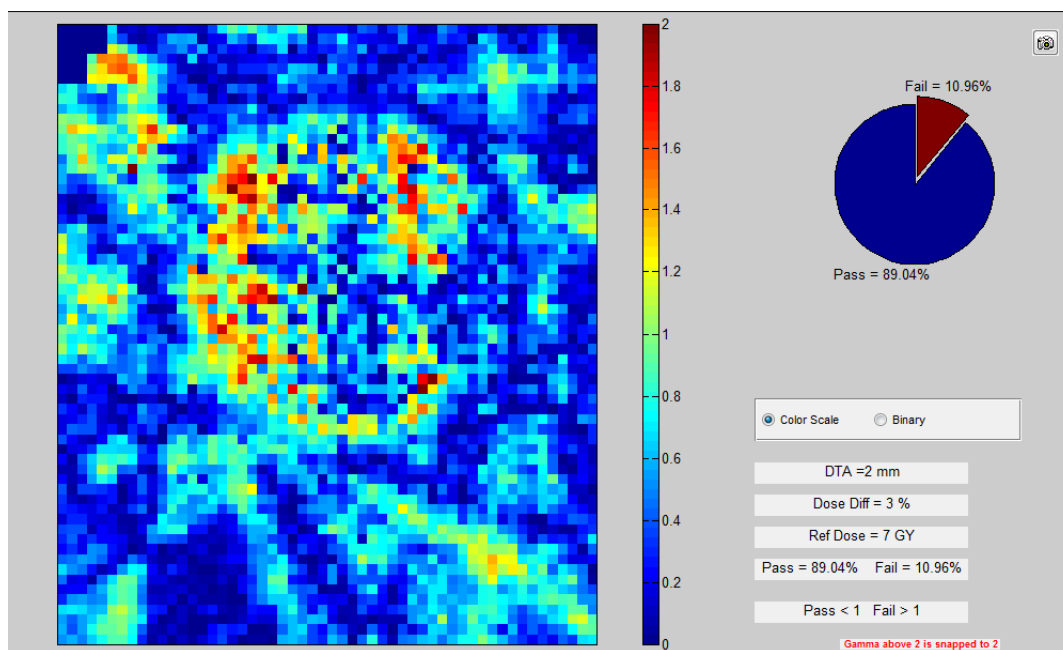 2
1.8
1.6
1.4
1.2
1
0.8
0.6
0.4
0.2
0
Fail = 10.96%
Pass = 89.04%
Color Scale Binary
DTA =2 mm
Dose Diff = 3 %
Ref Dose = 7 GY
Pass = 89.04% Fail = 10.96%
Pass < 1 Fail > 1
Gamma above 2 is snapped to 2